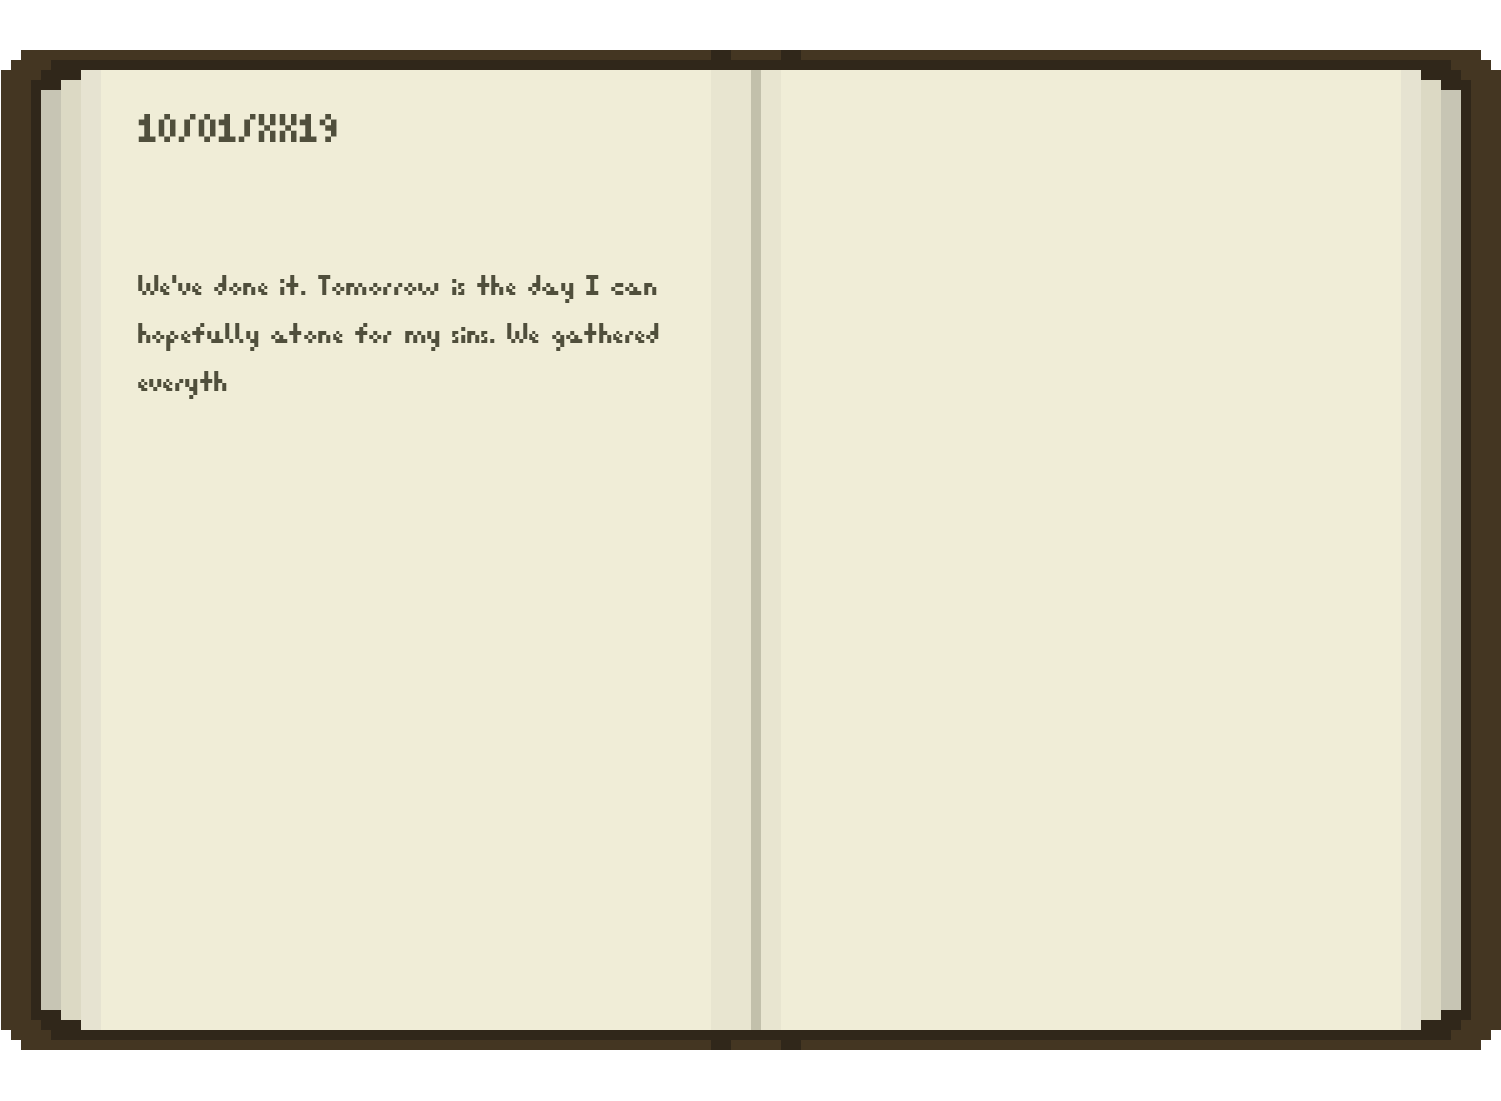 10/01/XX19
We've done it. Tomorrow is the day I can
hopefully atone for my sins. We gathered
everyth